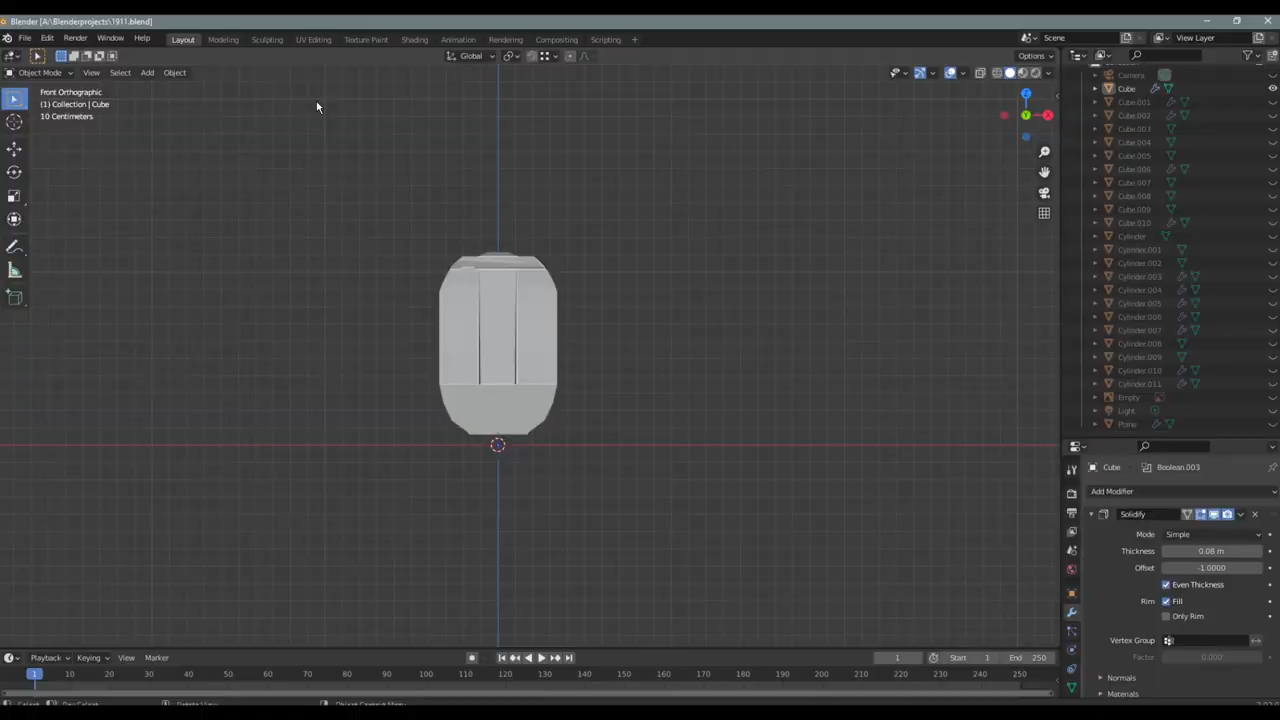 Blender [A:\Blenderprojects\1911.blend]
File Edit Render Window Help
Layout Modeling Sculpting UV Editing Texture Paint Shading Animation Rendering Compositing Scripting +
Scene
View Layer
Global
Options
Object Mode View Select Add Object
Front Orthographic
(1) Collection | Cube
10 Centimeters
Z
Y
X
Camera
Cube
Cube.001
Cube.002
Cube.003
Cube.004
Cube.005
Cube.006
Cube.007
Cube.008
Cube.009
Cube.010
Cylinder
Cylinder.001
Cylinder.002
Cylinder.003
Cylinder.004
Cylinder.005
Cylinder.006
Cylinder.007
Cylinder.008
Cylinder.009
Cylinder.010
Cylinder.011
Empty
Light
Plane
Cube Boolean.003
Add Modifier
Solidify
Mode Simple
Thickness 0.08 m
Offset -1.0000
Even Thickness
Rim Fill
Only Rim
Vertex Group
Factor 0.000
Normals
Materials
Playback Keying View Marker
1 Start 1 End 250
1 10 20 30 40 50 60 70 80 90 100 110 120 130 140 150 160 170 180 190 200 210 220 230 240 250